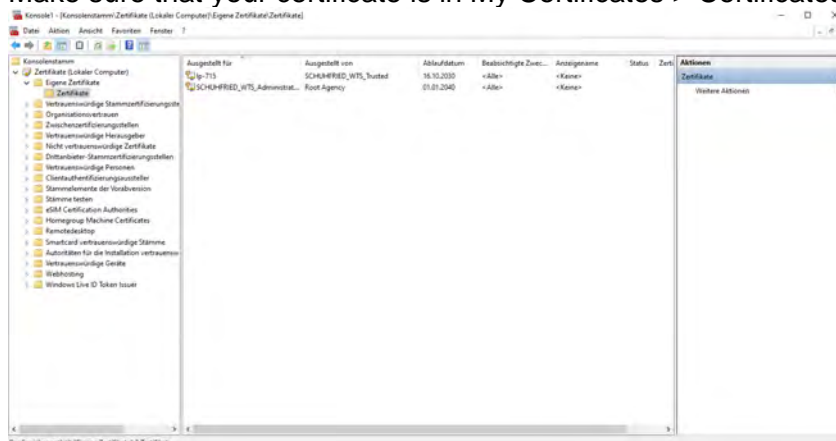 Make sure that your certificate is in My Certificates > Certificates
Konsole1 - [Konsolenstamm\Zertifikate (Lokaler Computer)\Eigene Zertifikate\Zertifikate]
Datei Aktion Ansicht Favoriten Fenster ?
Konsolenstamm
Zertifikate (Lokaler Computer)
Eigene Zertifikate
Zertifikate
Vertrauenswürdige Stammzertifizierungsste
Organisationsvertrauen
Zwischenzertifizierungsstellen
Vertrauenswürdige Herausgeber
Nicht vertrauenswürdige Zertifikate
Drittanbieter-Stammzertifizierungsstellen
Vertrauenswürdige Personen
Clientauthentifizierungsaussteller
Stammelemente der Vorabversion
Stämme testen
eSIM Certification Authorities
Homegroup Machine Certificates
Remotedesktop
Smartcard vertrauenswürdige Stämme
Autoritäten für die Installation vertrauensw
Vertrauenswürdige Geräte
Webhosting
Windows Live ID Token Issuer
Ausgestellt für Ausgestellt von Ablaufdatum Beabsichtigte Zwec... Anzeigename Status Zerti
lp-715 SCHUHFRIED_WTS_Trusted 16.10.2030 <Alle> <Keine>
SCHUHFRIED_WTS_Administrat... Root Agency 01.01.2040 <Alle> <Keine>
Aktionen
Zertifikate
Weitere Aktionen